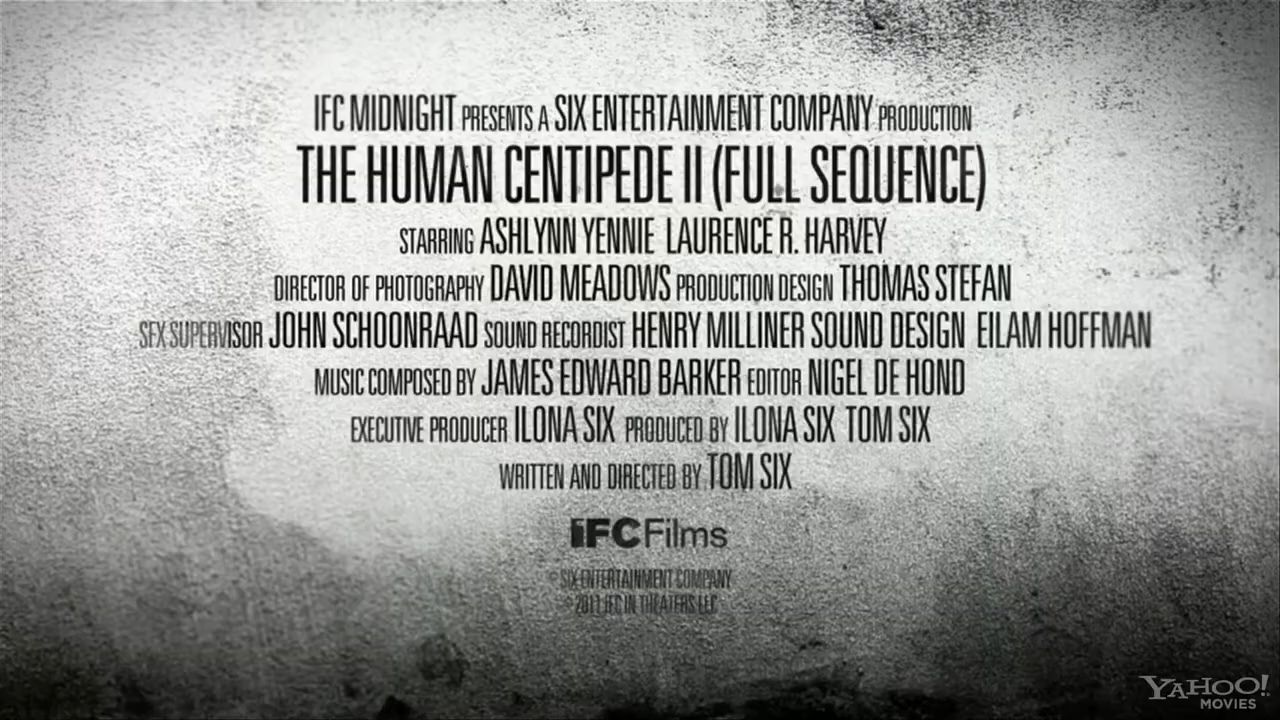 IFC MIDNIGHT PRESENTS A SIX ENTERTAINMENT COMPANY PRODUCTION
THE HUMAN CENTIPEDE II (FULL SEQUENCE)
STARRING ASHLYNN YENNIE LAURENCE R. HARVEY
DIRECTOR OF PHOTOGRAPHY DAVID MEADOWS PRODUCTION DESIGN THOMAS STEFAN
SFX SUPERVISOR JOHN SCHOONRAAD SOUND RECORDIST HENRY MILLINER SOUND DESIGN EILAM HOFFMAN
MUSIC COMPOSED BY JAMES EDWARD BARKER EDITOR NIGEL DE HOND
EXECUTIVE PRODUCER ILONA SIX PRODUCED BY ILONA SIX TOM SIX
WRITTEN AND DIRECTED BY TOM SIX
IFC Films
© SIX ENTERTAINMENT COMPANY
© 2011 IFC IN THEATERS LLC
YAHOO!
MOVIES